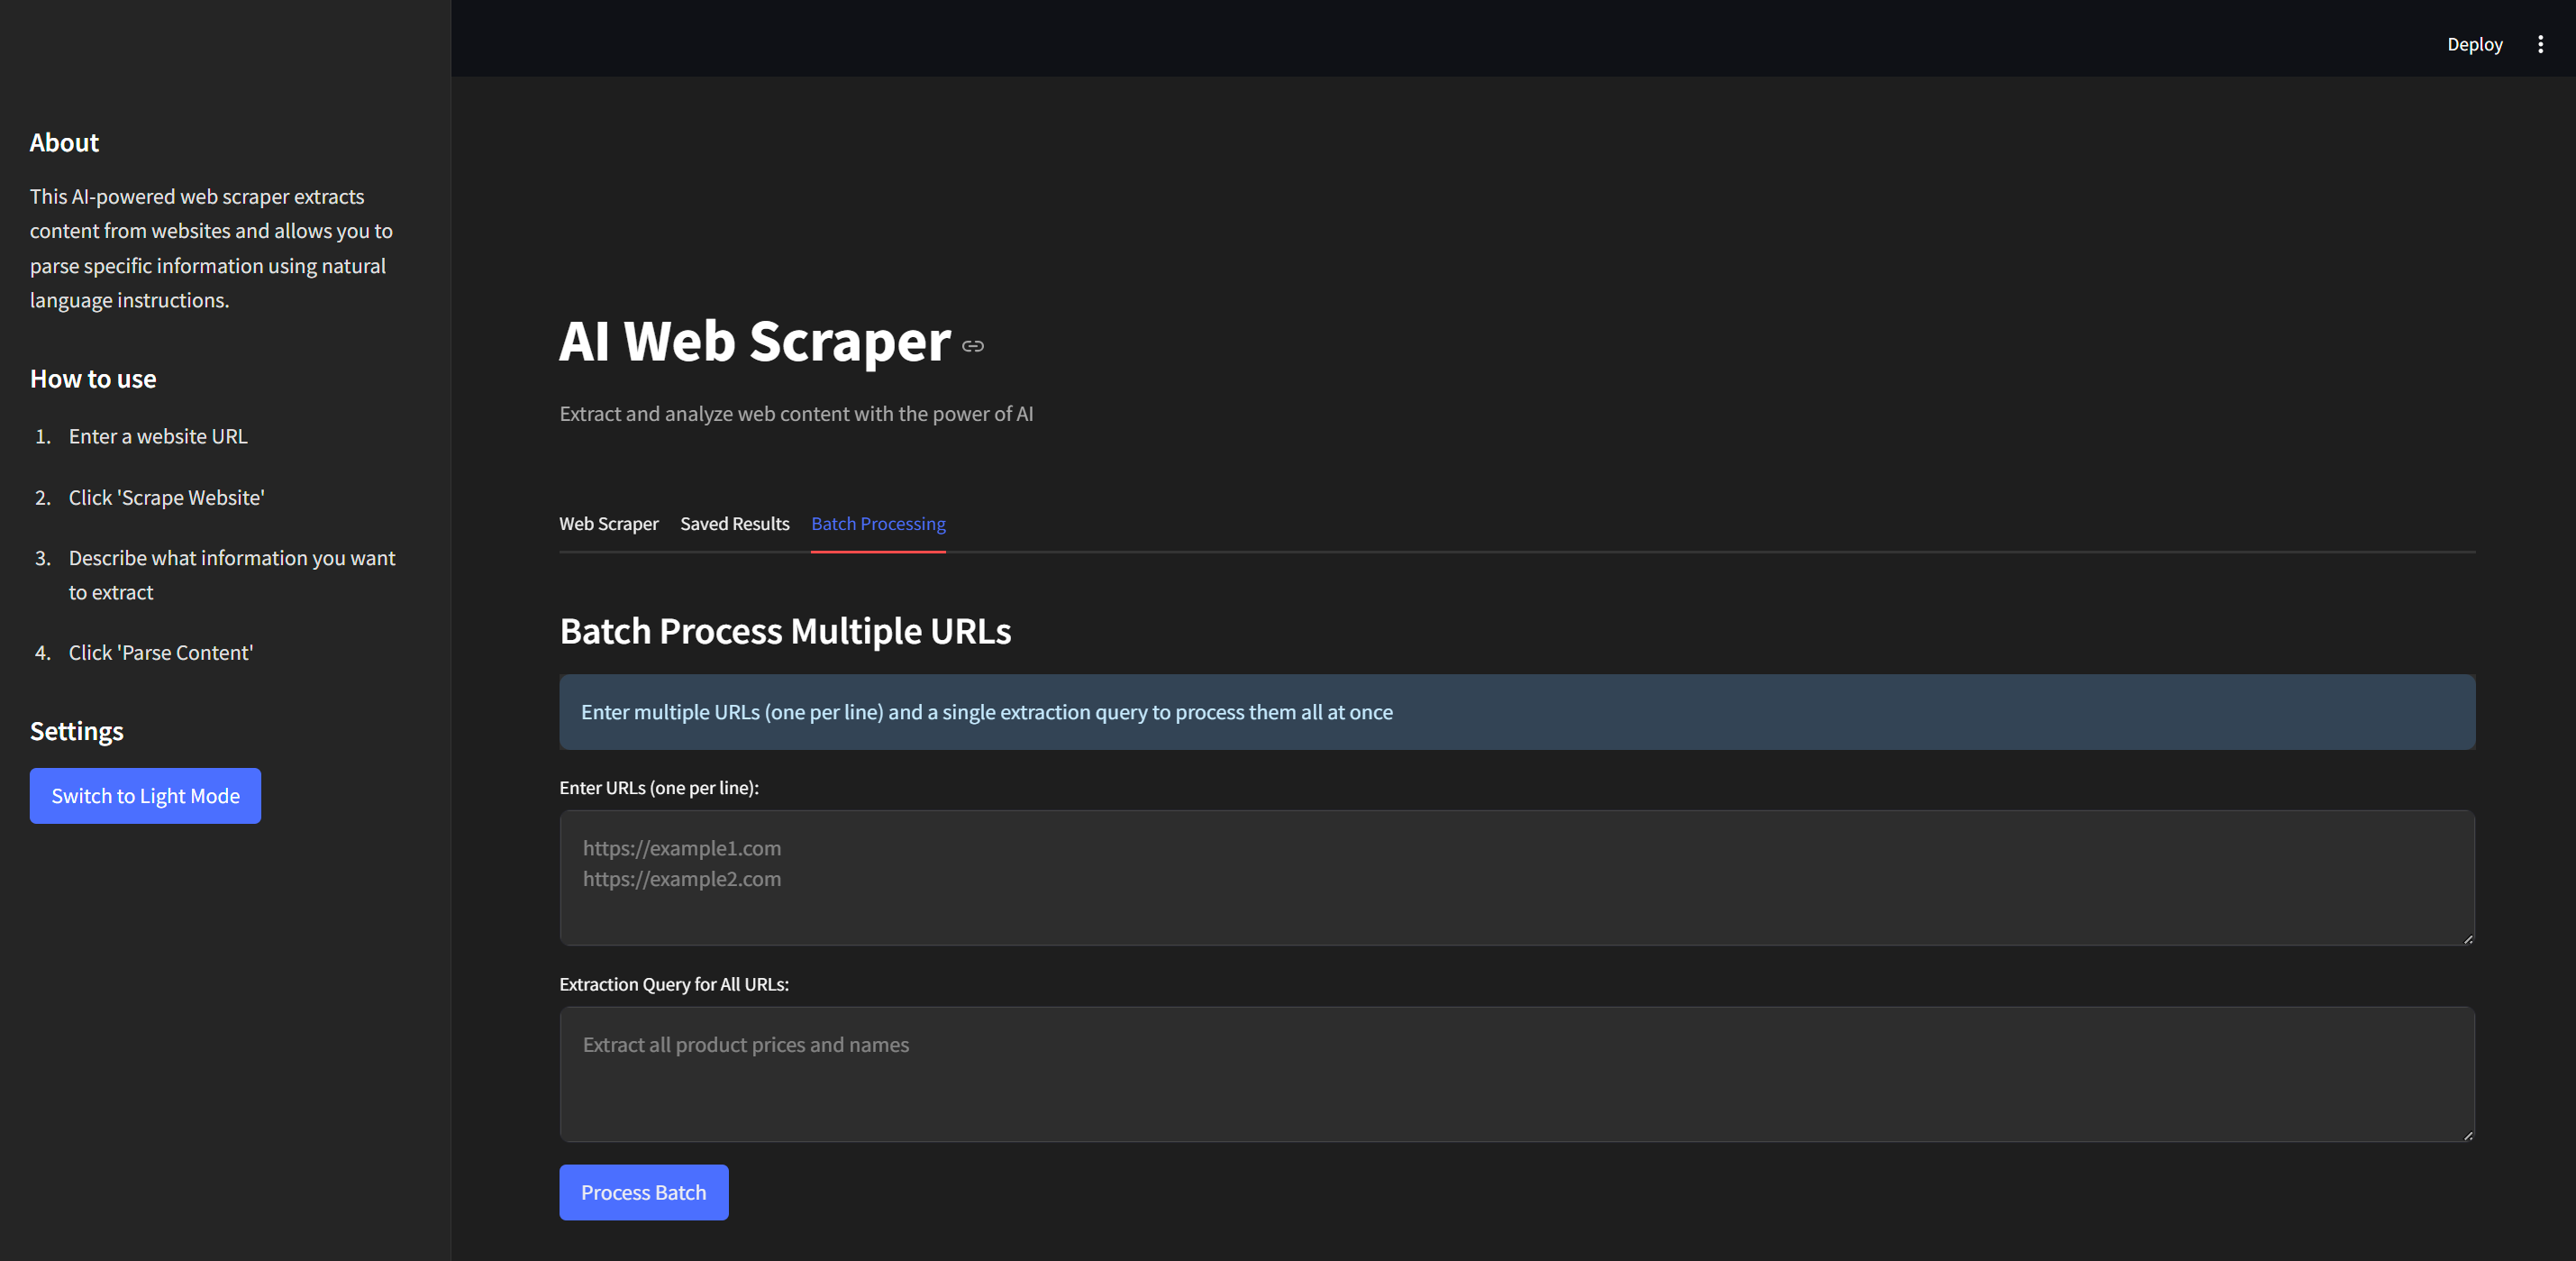 Deploy
About
This AI-powered web scraper extracts
content from websites and allows you to
parse specific information using natural
language instructions.
How to use
1. Enter a website URL
2. Click 'Scrape Website'
3. Describe what information you want
to extract
4. Click 'Parse Content'
Settings
Switch to Light Mode
AI Web Scraper
Extract and analyze web content with the power of AI
Web Scraper Saved Results Batch Processing
Batch Process Multiple URLs
Enter multiple URLs (one per line) and a single extraction query to process them all at once
Enter URLs (one per line):
https://example1.com
https://example2.com
Extraction Query for All URLs:
Extract all product prices and names
Process Batch